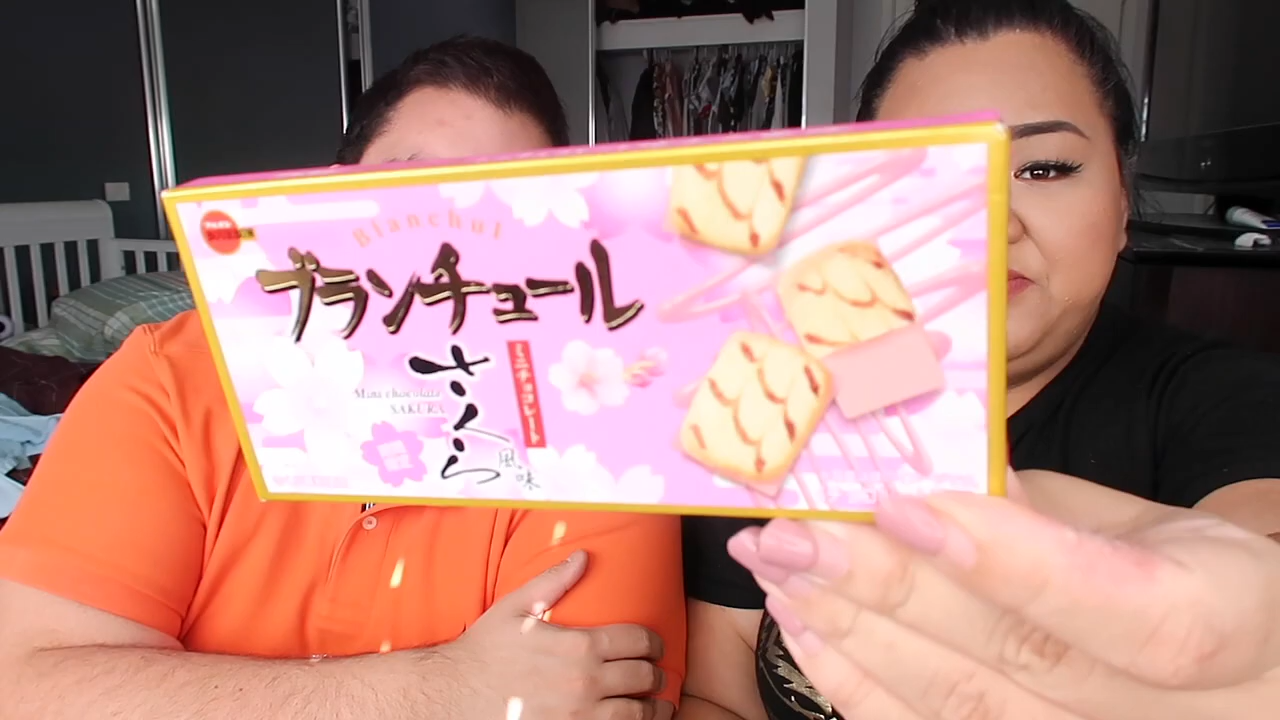 BOURBON
Blanchul
ブランチュール
ミニチョコレート
さくら
風味
Mini chocolate
SAKURA